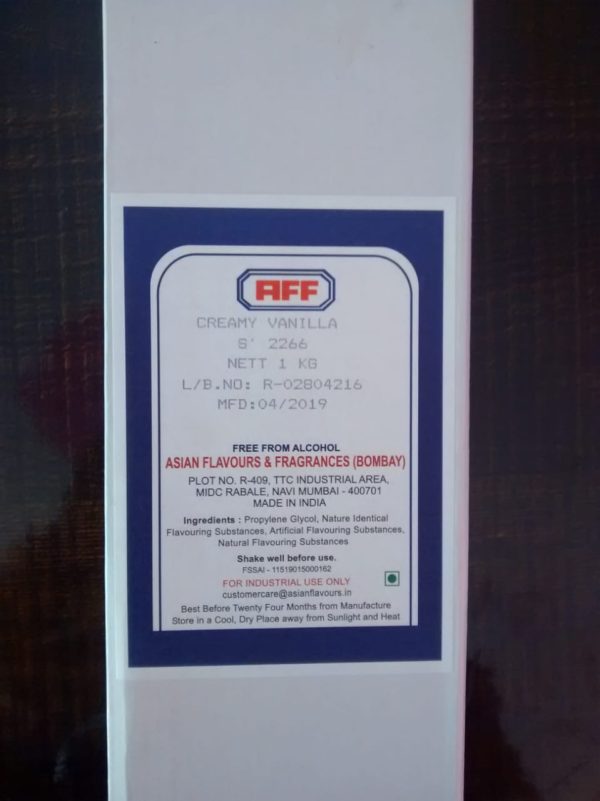 AFF
CREAMY VANILLA
S' 2266
NETT 1 KG
L/B.NO: R-02804216
MFD:04/2019
FREE FROM ALCOHOL
ASIAN FLAVOURS & FRAGRANCES (BOMBAY)
PLOT NO. R-409, TTC INDUSTRIAL AREA,
MIDC RABALE, NAVI MUMBAI - 400701
MADE IN INDIA
Ingredients : Propylene Glycol, Nature Identical
Flavouring Substances, Artificial Flavouring Substances,
Natural Flavouring Substances
Shake well before use.
FSSAI - 11519015000162
FOR INDUSTRIAL USE ONLY
customercare@asianflavours.in
Best Before Twenty Four Months from Manufacture
Store in a Cool, Dry Place away from Sunlight and Heat